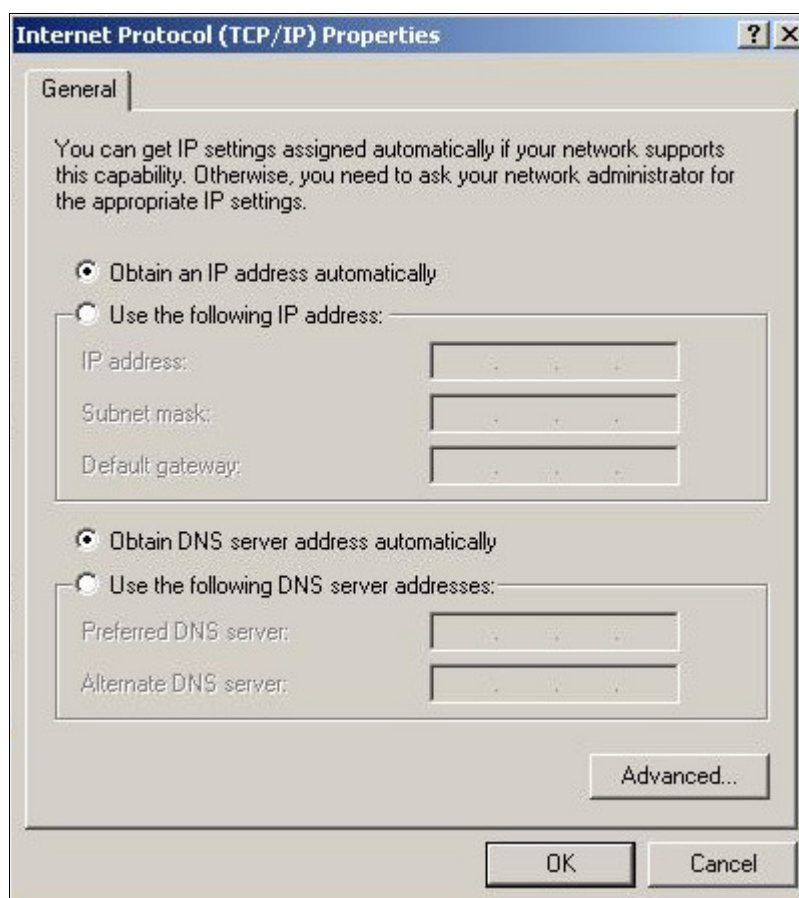 Internet Protocol (TCP/IP) Properties
General
You can get IP settings assigned automatically if your network supports
this capability. Otherwise, you need to ask your network administrator for
the appropriate IP settings.
Obtain an IP address automatically
Use the following IP address:
IP address:
Subnet mask:
Default gateway:
Obtain DNS server address automatically
Use the following DNS server addresses:
Preferred DNS server:
Alternate DNS server:
Advanced...
OK Cancel